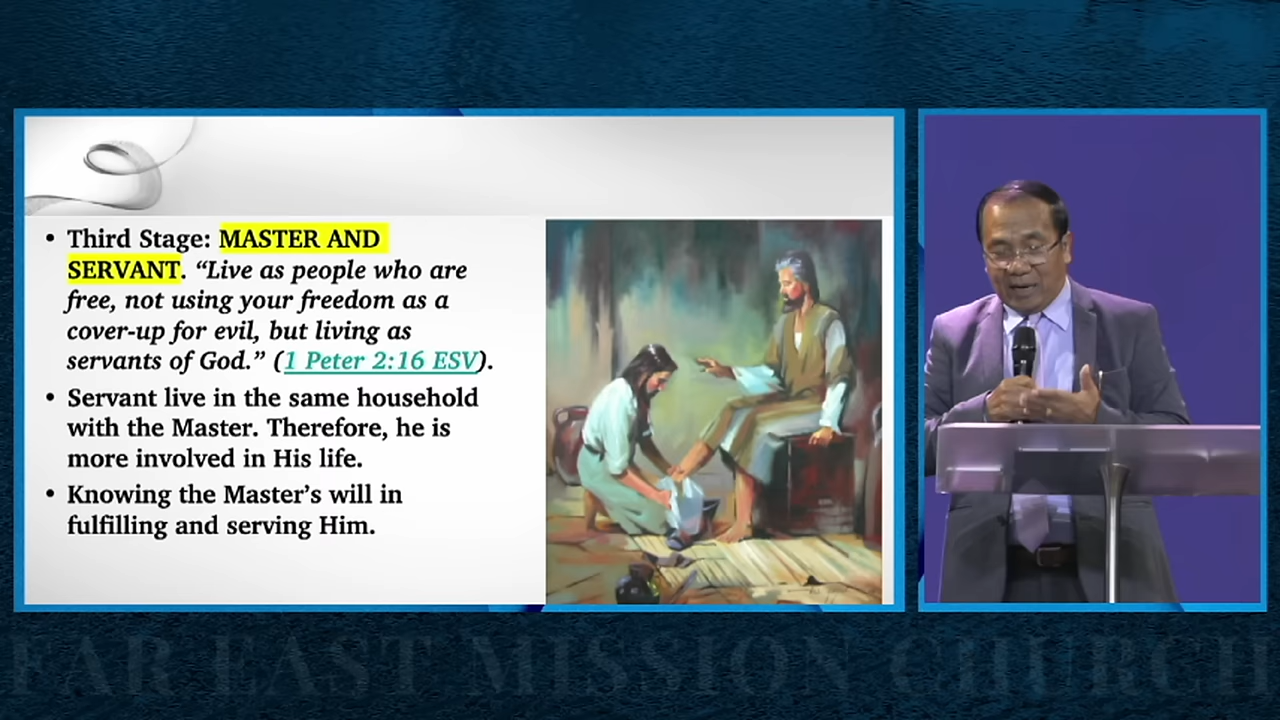 • Third Stage: MASTER AND
SERVANT. “Live as people who are
free, not using your freedom as a
cover-up for evil, but living as
servants of God.” (1 Peter 2:16 ESV).
• Servant live in the same household
with the Master. Therefore, he is
more involved in His life.
• Knowing the Master’s will in
fulfilling and serving Him.
FAR EAST MISSION CHURCH